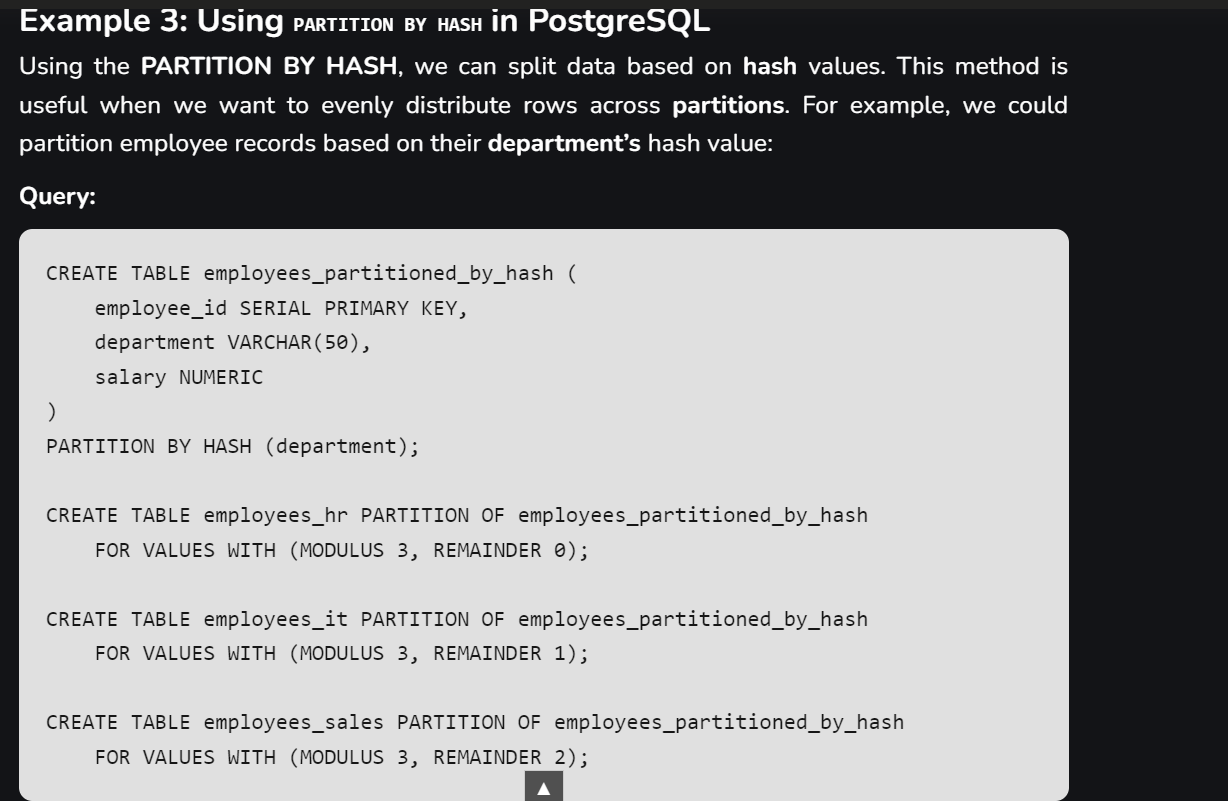 Example 3: Using PARTITION BY HASH in PostgreSQL
Using the PARTITION BY HASH, we can split data based on hash values. This method is
useful when we want to evenly distribute rows across partitions. For example, we could
partition employee records based on their department’s hash value:
Query:
CREATE TABLE employees_partitioned_by_hash (
    employee_id SERIAL PRIMARY KEY,
    department VARCHAR(50),
    salary NUMERIC
)
PARTITION BY HASH (department);
CREATE TABLE employees_hr PARTITION OF employees_partitioned_by_hash
    FOR VALUES WITH (MODULUS 3, REMAINDER 0);
CREATE TABLE employees_it PARTITION OF employees_partitioned_by_hash
    FOR VALUES WITH (MODULUS 3, REMAINDER 1);
CREATE TABLE employees_sales PARTITION OF employees_partitioned_by_hash
    FOR VALUES WITH (MODULUS 3, REMAINDER 2);